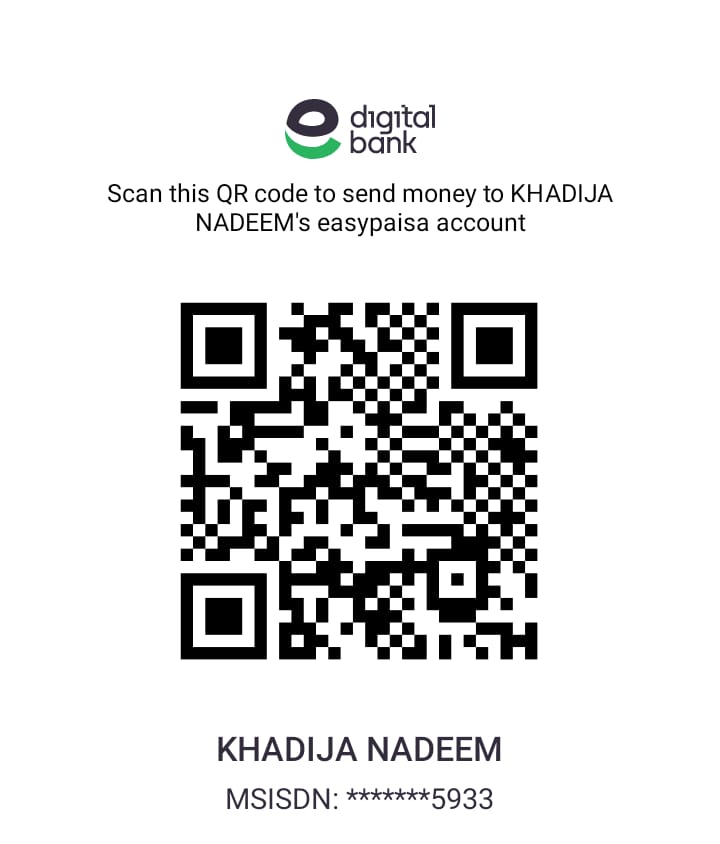 digital
bank
Scan this QR code to send money to KHADIJA
NADEEM's easypaisa account
KHADIJA NADEEM
MSISDN: *******5933